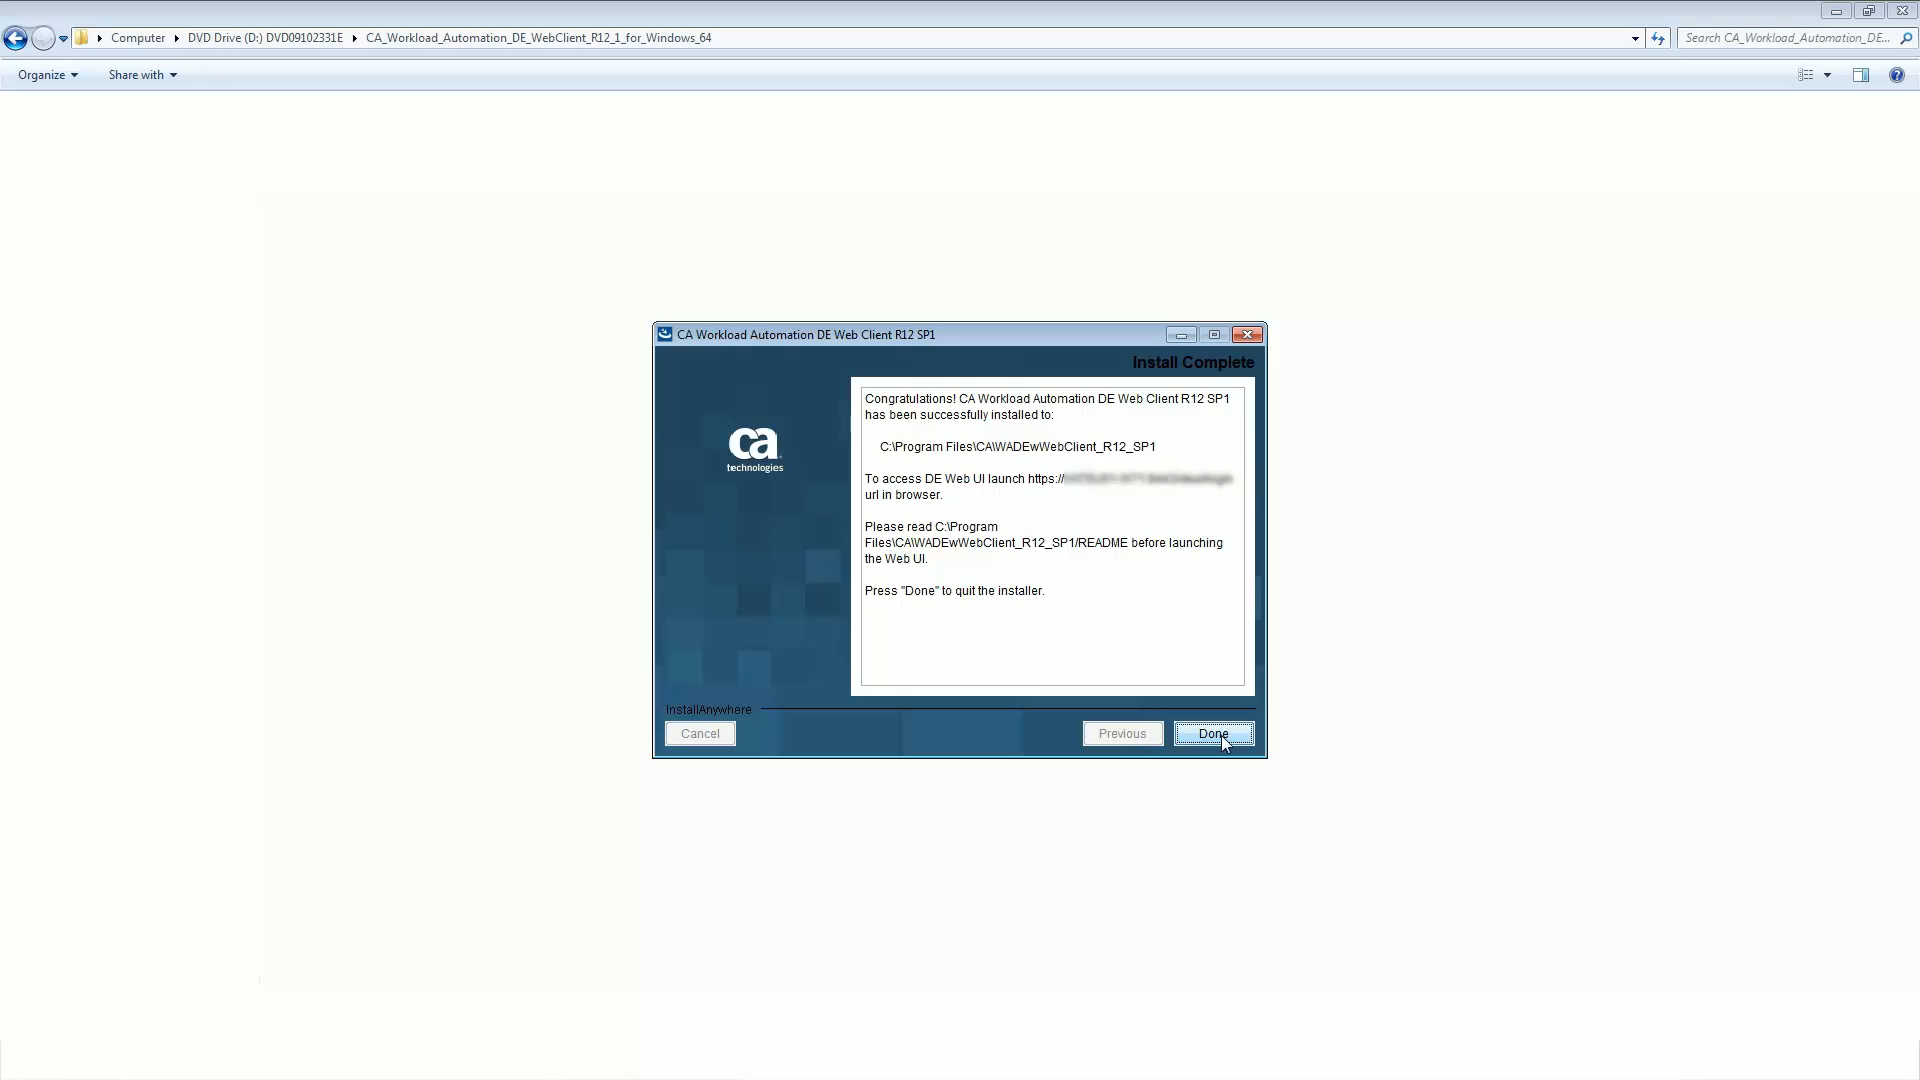 Computer ▸ DVD Drive (D:) DVD09102331E ▸ CA_Workload_Automation_DE_WebClient_R12_1_for_Windows_64
Search CA_Workload_Automation_DE...
Organize Share with
CA Workload Automation DE Web Client R12 SP1
Install Complete
Congratulations! CA Workload Automation DE Web Client R12 SP1
has been successfully installed to:
C:\Program Files\CA\WADEwWebClient_R12_SP1
To access DE Web UI launch https://
url in browser.
Please read C:\Program
Files\CA\WADEwWebClient_R12_SP1/README before launching
the Web UI.
Press "Done" to quit the installer.
ca
technologies
InstallAnywhere
Cancel Previous Done